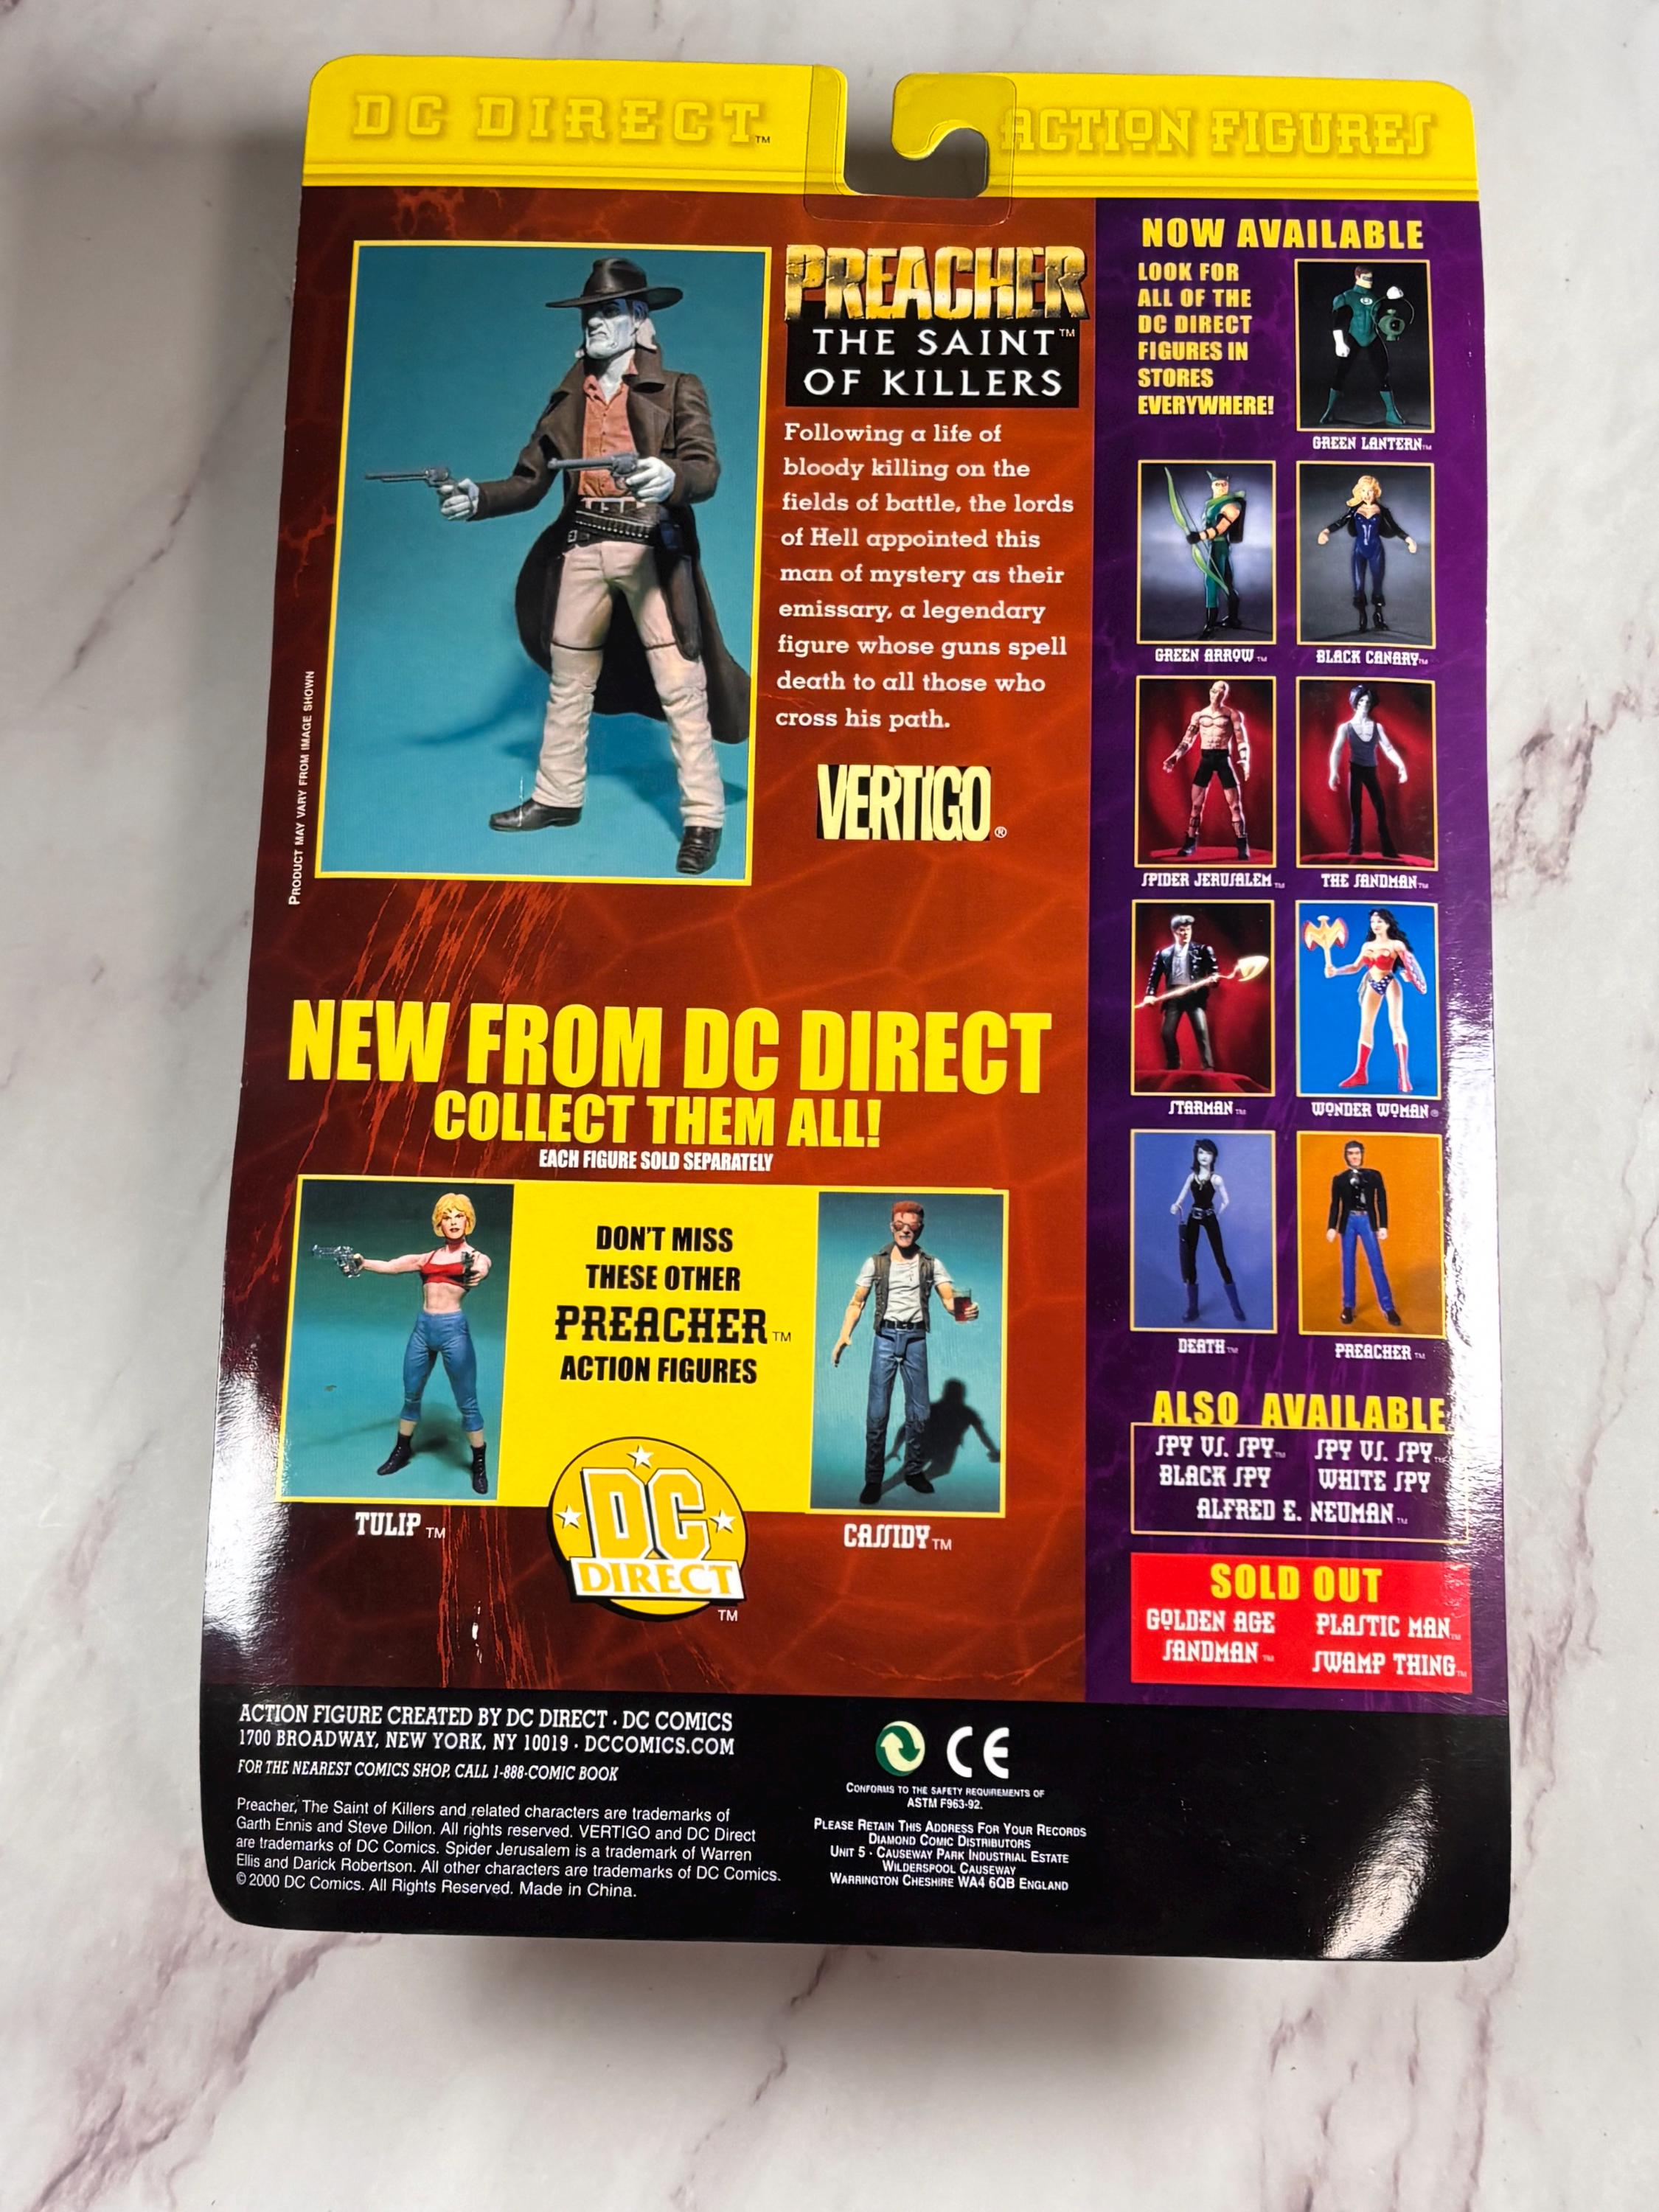 DC DIRECT™
ACTION FIGURES
PREACHER
THE SAINT™
OF KILLERS
Following a life of
bloody killing on the
fields of battle, the lords
of Hell appointed this
man of mystery as their
emissary, a legendary
figure whose guns spell
death to all those who
cross his path.
VERTIGO®
PRODUCT MAY VARY FROM IMAGE SHOWN
NEW FROM DC DIRECT
COLLECT THEM ALL!
EACH FIGURE SOLD SEPARATELY
DON'T MISS
THESE OTHER
PREACHER™
ACTION FIGURES
TULIP™
CASSIDY™
DC
DIRECT
™
NOW AVAILABLE
LOOK FOR
ALL OF THE
DC DIRECT
FIGURES IN
STORES
EVERYWHERE!
GREEN LANTERN™
GREEN ARROW™
BLACK CANARY™
SPIDER JERUSALEM™
THE SANDMAN™
STARMAN™
WONDER WOMAN®
DEATH™
PREACHER™
ALSO AVAILABLE
SPY VS. SPY™
BLACK SPY
SPY VS. SPY™
WHITE SPY
ALFRED E. NEUMAN™
SOLD OUT
GOLDEN AGE
SANDMAN™
PLASTIC MAN™
SWAMP THING™
ACTION FIGURE CREATED BY DC DIRECT · DC COMICS
1700 BROADWAY, NEW YORK, NY 10019 · DCCOMICS.COM
FOR THE NEAREST COMICS SHOP, CALL 1-888-COMIC BOOK
Preacher, The Saint of Killers and related characters are trademarks of
Garth Ennis and Steve Dillon. All rights reserved. VERTIGO and DC Direct
are trademarks of DC Comics. Spider Jerusalem is a trademark of Warren
Ellis and Darick Robertson. All other characters are trademarks of DC Comics.
© 2000 DC Comics. All Rights Reserved. Made in China.
CE
CONFORMS TO THE SAFETY REQUIREMENTS OF
ASTM F963-92.
PLEASE RETAIN THIS ADDRESS FOR YOUR RECORDS
DIAMOND COMIC DISTRIBUTORS
UNIT 5 · CAUSEWAY PARK INDUSTRIAL ESTATE
WILDERSPOOL CAUSEWAY
WARRINGTON CHESHIRE WA4 6QB ENGLAND